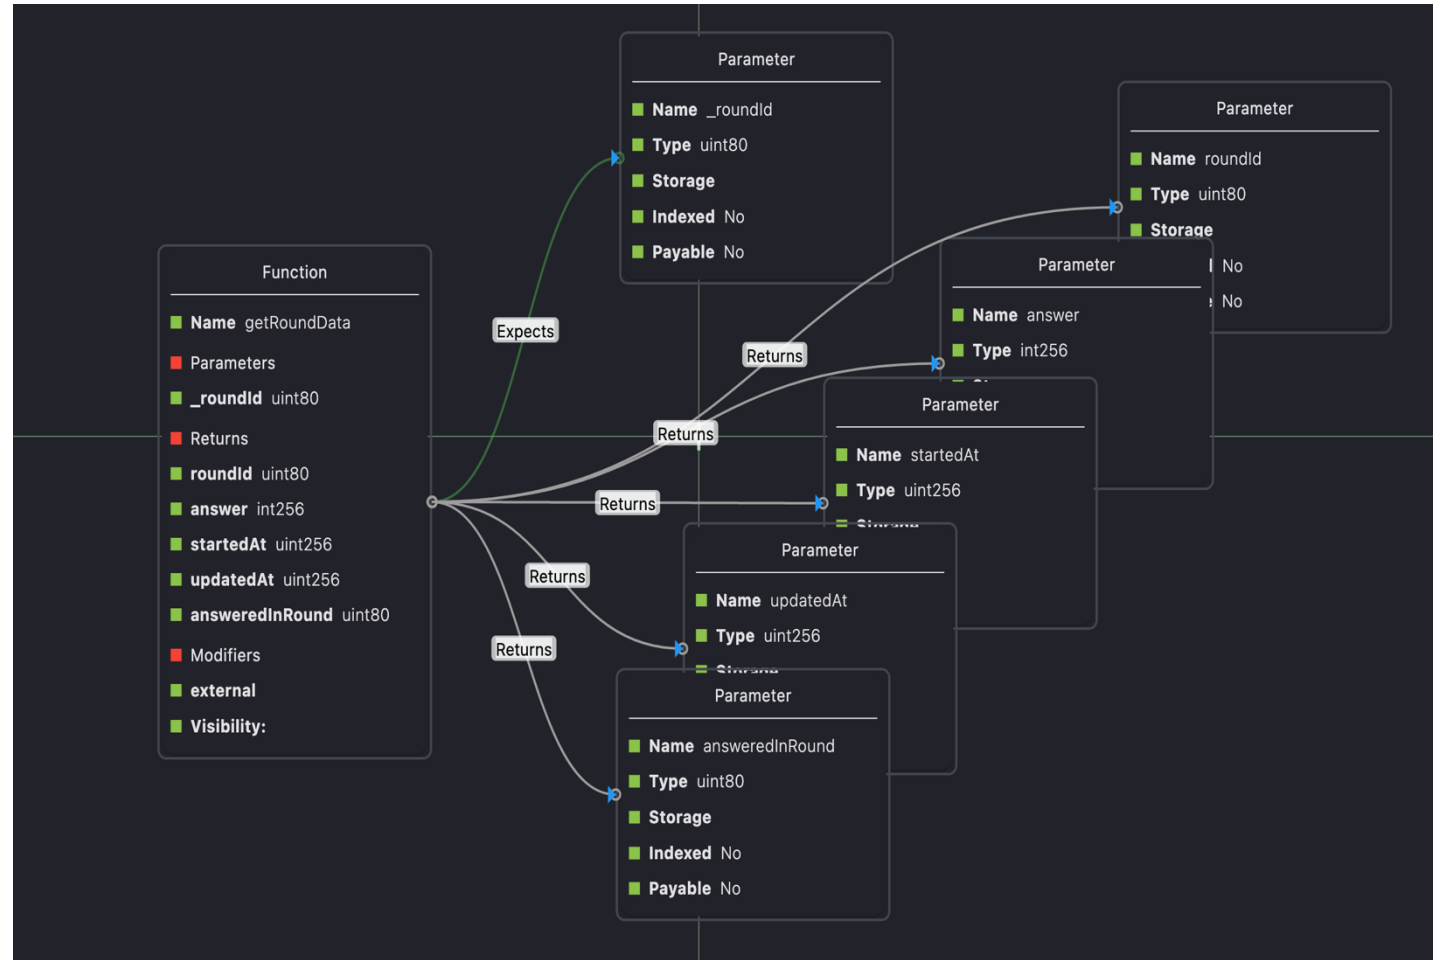 Function
Name getRoundData
Parameters
_roundId uint80
Returns
roundId uint80
answer int256
startedAt uint256
updatedAt uint256
answeredInRound uint80
Modifiers
external
Visibility:
Expects
Returns
Returns
Returns
Returns
Returns
Parameter
Name _roundId
Type uint80
Storage
Indexed No
Payable No
Parameter
Name roundId
Type uint80
Storage
No
No
Parameter
Name answer
Type int256
Parameter
Name startedAt
Type uint256
Storage
Parameter
Name updatedAt
Type uint256
Storage
Parameter
Name answeredInRound
Type uint80
Storage
Indexed No
Payable No